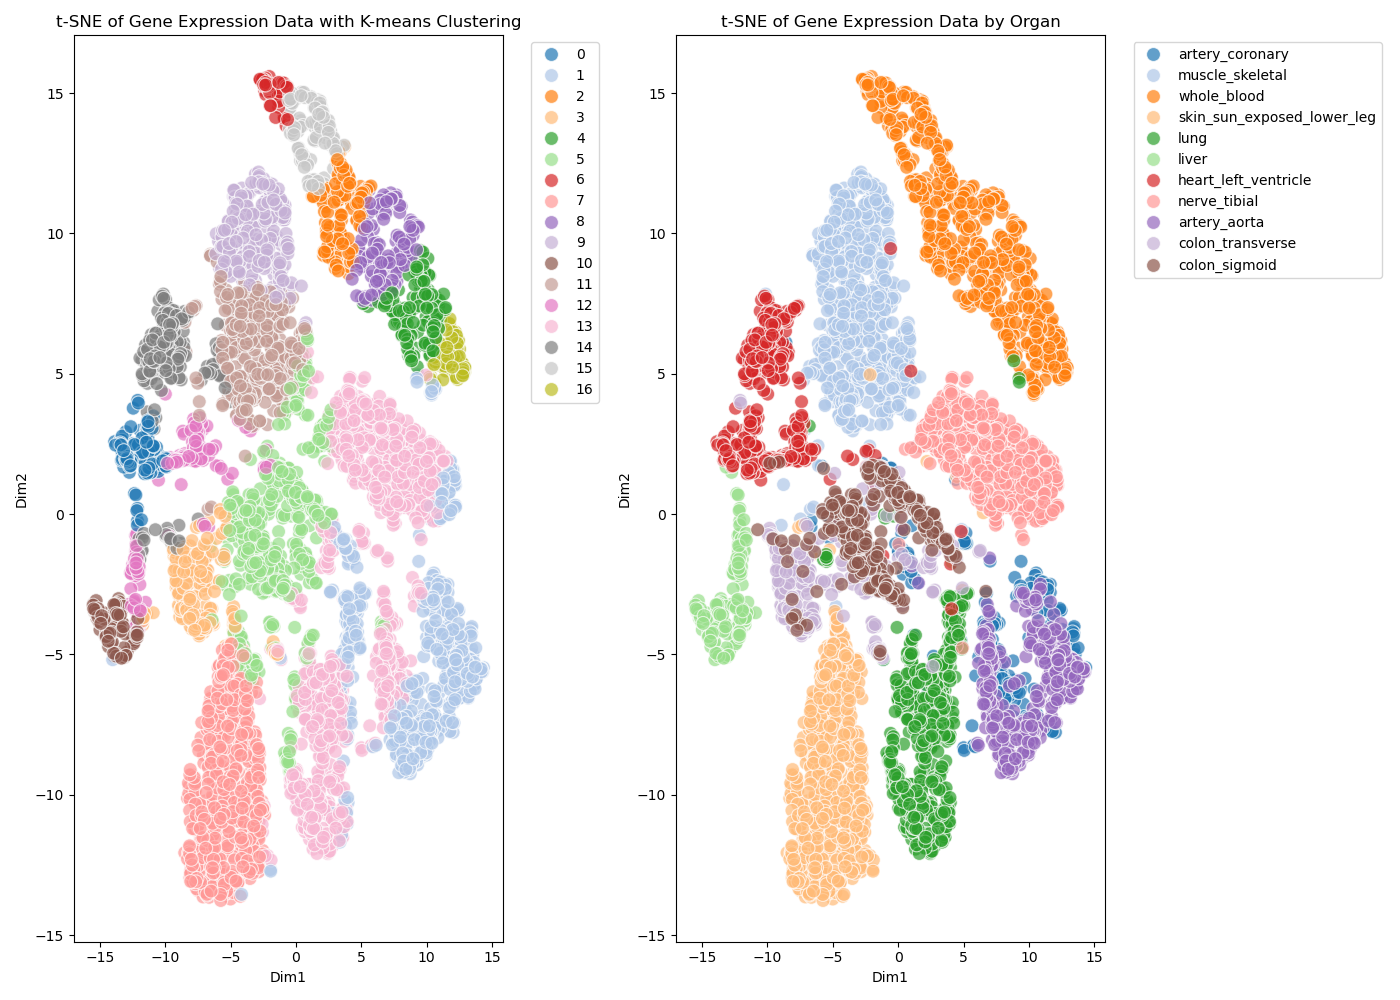 t-SNE of Gene Expression Data with K-means Clustering
15
10
5
0
−5
−10
−15
Dim2
−15 −10 −5 0 5 10 15
Dim1
0
1
2
3
4
5
6
7
8
9
10
11
12
13
14
15
16
t-SNE of Gene Expression Data by Organ
15
10
5
0
−5
−10
−15
Dim2
−15 −10 −5 0 5 10 15
Dim1
artery_coronary
muscle_skeletal
whole_blood
skin_sun_exposed_lower_leg
lung
liver
heart_left_ventricle
nerve_tibial
artery_aorta
colon_transverse
colon_sigmoid